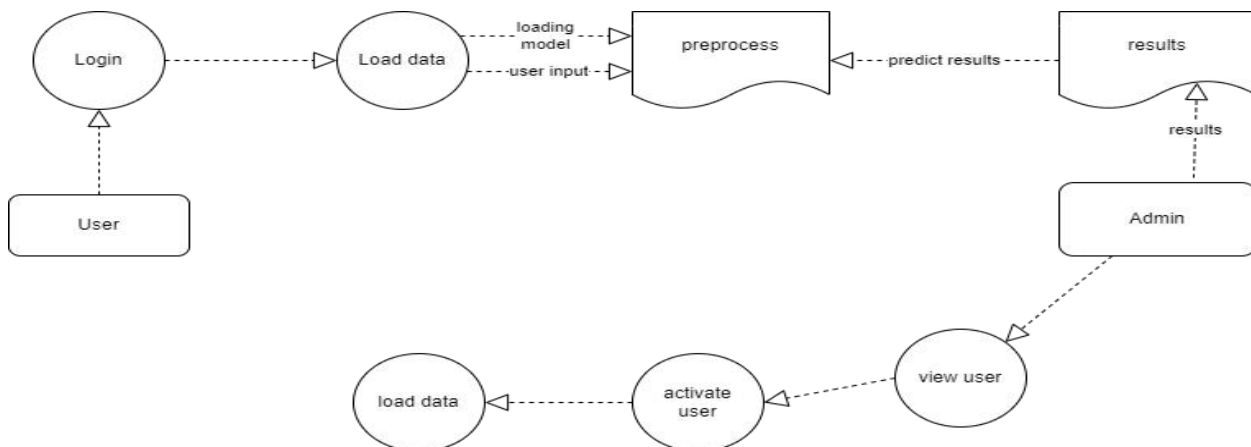 Login
Load data
loading
model
user input
preprocess
predict results
results
results
User
Admin
view user
activate
user
load data